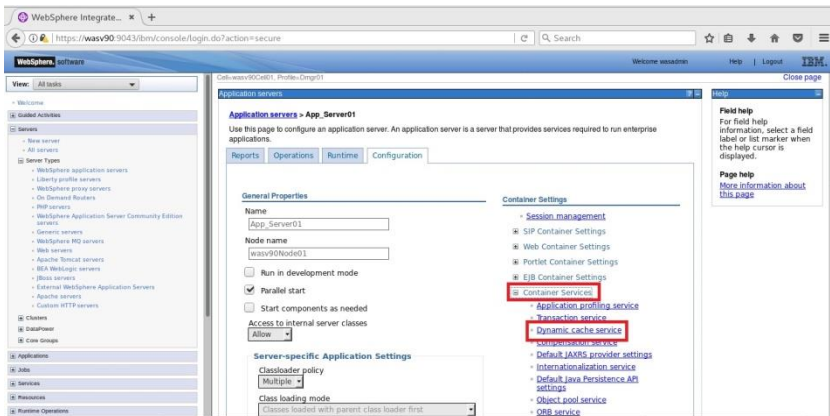 WebSphere Integrate...
https://wasv90:9043/ibm/console/login.do?action=secure
Search
WebSphere. software
Welcome wasadmin
Help | Logout
IBM.
Cell=wasv90Cell01, Profile=Dmgr01
Close page
View: All tasks
Welcome
Guided Activities
Servers
New server
All servers
Server Types
WebSphere application servers
Liberty profile servers
WebSphere proxy servers
On Demand Routers
PHP servers
WebSphere Application Server Community Edition
servers
Generic servers
WebSphere MQ servers
Web servers
Apache Tomcat servers
BEA WebLogic servers
JBoss servers
External WebSphere Application Servers
Apache servers
Custom HTTP servers
Clusters
DataPower
Core Groups
Applications
Jobs
Services
Resources
Runtime Operations
Application servers
Application servers > App_Server01
Use this page to configure an application server. An application server is a server that provides services required to run enterprise
applications.
Reports Operations Runtime Configuration
General Properties
Name
App_Server01
Node name
wasv90Node01
Run in development mode
Parallel start
Start components as needed
Access to internal server classes
Allow
Server-specific Application Settings
Classloader policy
Multiple
Class loading mode
Classes loaded with parent class loader first
Container Settings
Session management
SIP Container Settings
Web Container Settings
Portlet Container Settings
EJB Container Settings
Container Services
Application profiling service
Transaction service
Dynamic cache service
Compensation service
Default JAXRS provider settings
Internationalization service
Default Java Persistence API
settings
Object pool service
ORB service
Help
Field help
For field help
information, select a field
label or list marker when
the help cursor is
displayed.
Page help
More information about
this page